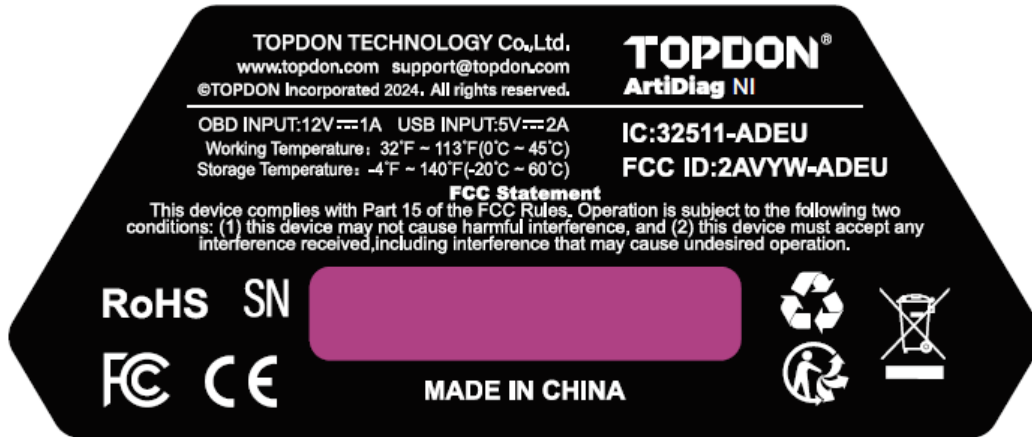 TOPDON TECHNOLOGY Co.,Ltd.
www.topdon.com support@topdon.com
©TOPDON Incorporated 2024. All rights reserved.
TOPDON®
ArtiDiag NI
OBD INPUT:12V⎓1A USB INPUT:5V⎓2A
Working Temperature: 32°F ~ 113°F(0°C ~ 45°C)
Storage Temperature: -4°F ~ 140°F(-20°C ~ 60°C)
IC:32511-ADEU
FCC ID:2AVYW-ADEU
FCC Statement
This device complies with Part 15 of the FCC Rules. Operation is subject to the following two
conditions: (1) this device may not cause harmful interference, and (2) this device must accept any
interference received,including interference that may cause undesired operation.
RoHS SN
FC CE
MADE IN CHINA